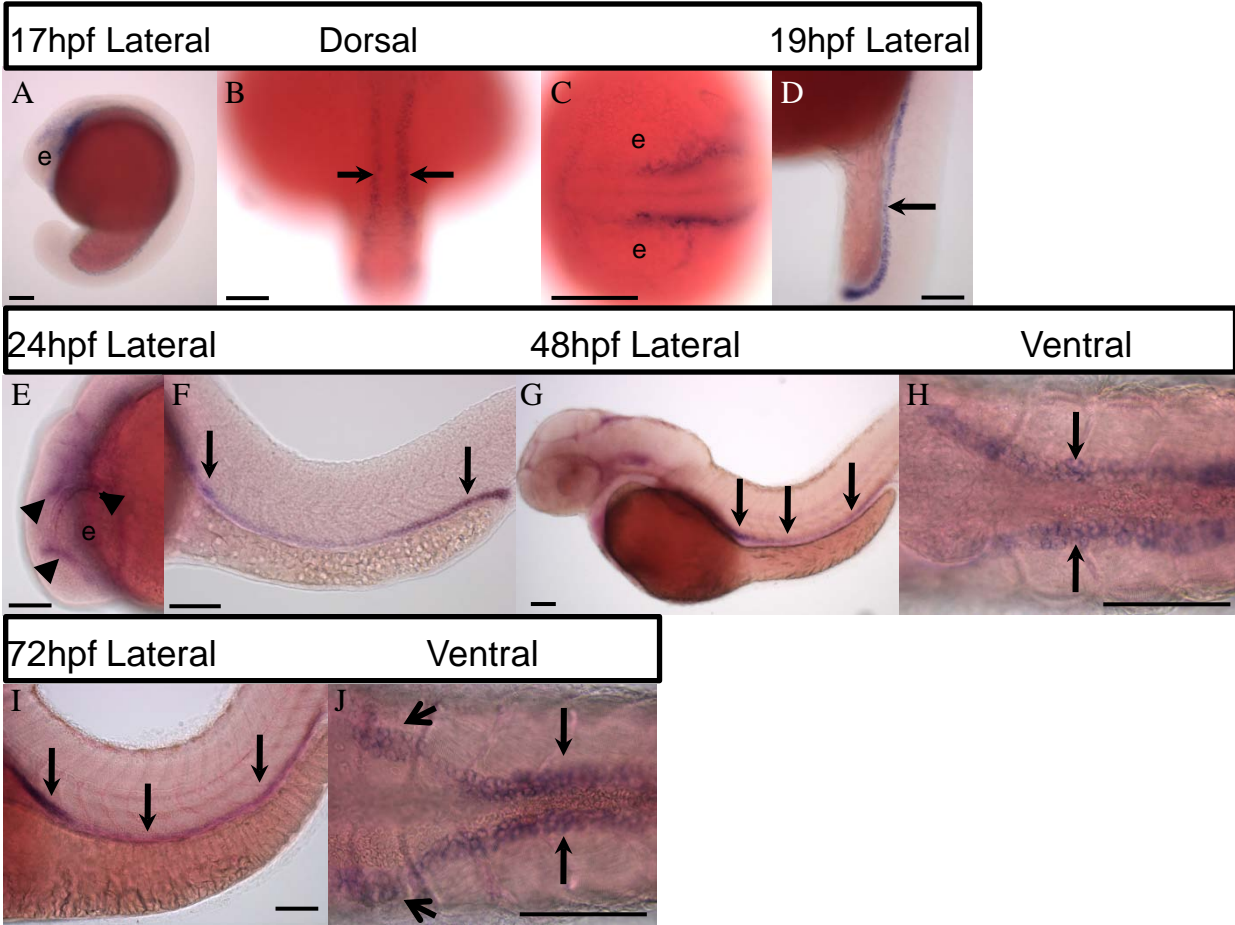 17hpf Lateral Dorsal 19hpf Lateral
A B C D
e e
e
24hpf Lateral 48hpf Lateral Ventral
E F G H
e
72hpf Lateral Ventral
I J